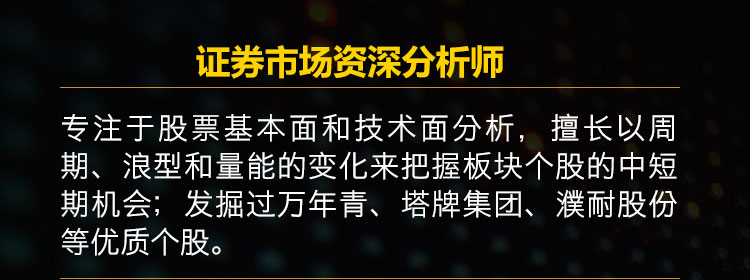 证券市场资深分析师
专注于股票基本面和技术面分析，擅长以周
期、浪型和量能的变化来把握板块个股的中短
期机会；发掘过万年青、塔牌集团、濮耐股份
等优质个股。